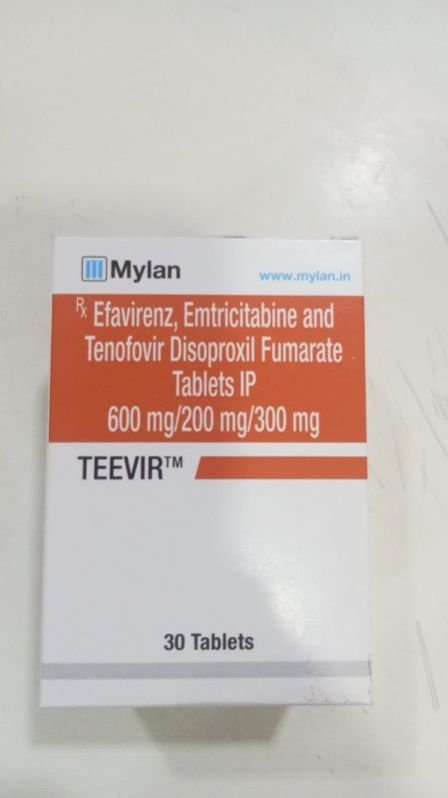 Mylan
www.mylan.in
Rx Efavirenz, Emtricitabine and
Tenofovir Disoproxil Fumarate
Tablets IP
600 mg/200 mg/300 mg
TEEVIR™
30 Tablets